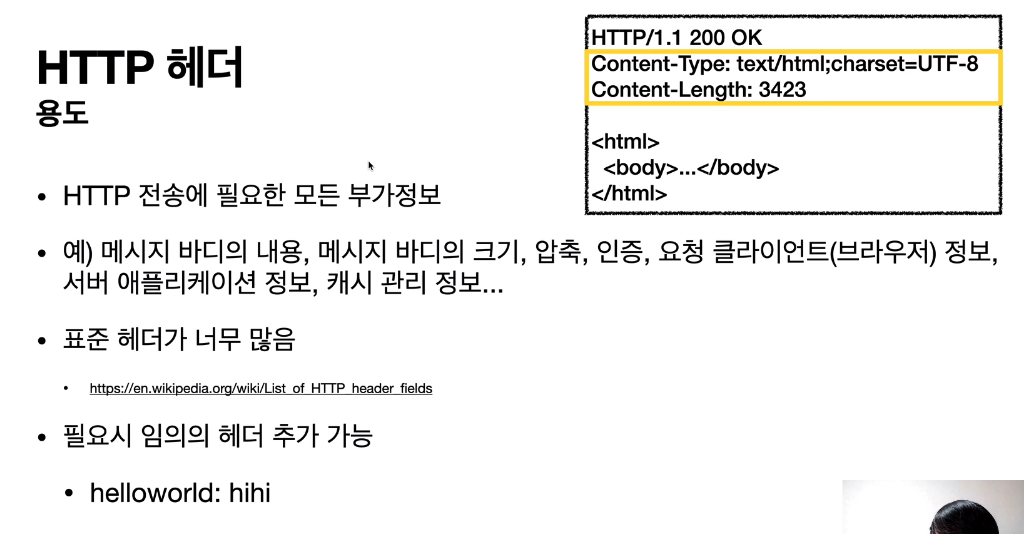 HTTP 헤더
용도
HTTP/1.1 200 OK
Content-Type: text/html;charset=UTF-8
Content-Length: 3423
<html>
<body>...</body>
</html>
• HTTP 전송에 필요한 모든 부가정보
• 예) 메시지 바디의 내용, 메시지 바디의 크기, 압축, 인증, 요청 클라이언트(브라우저) 정보,
서버 애플리케이션 정보, 캐시 관리 정보...
• 표준 헤더가 너무 많음
• https://en.wikipedia.org/wiki/List_of_HTTP_header_fields
• 필요시 임의의 헤더 추가 가능
• helloworld: hihi